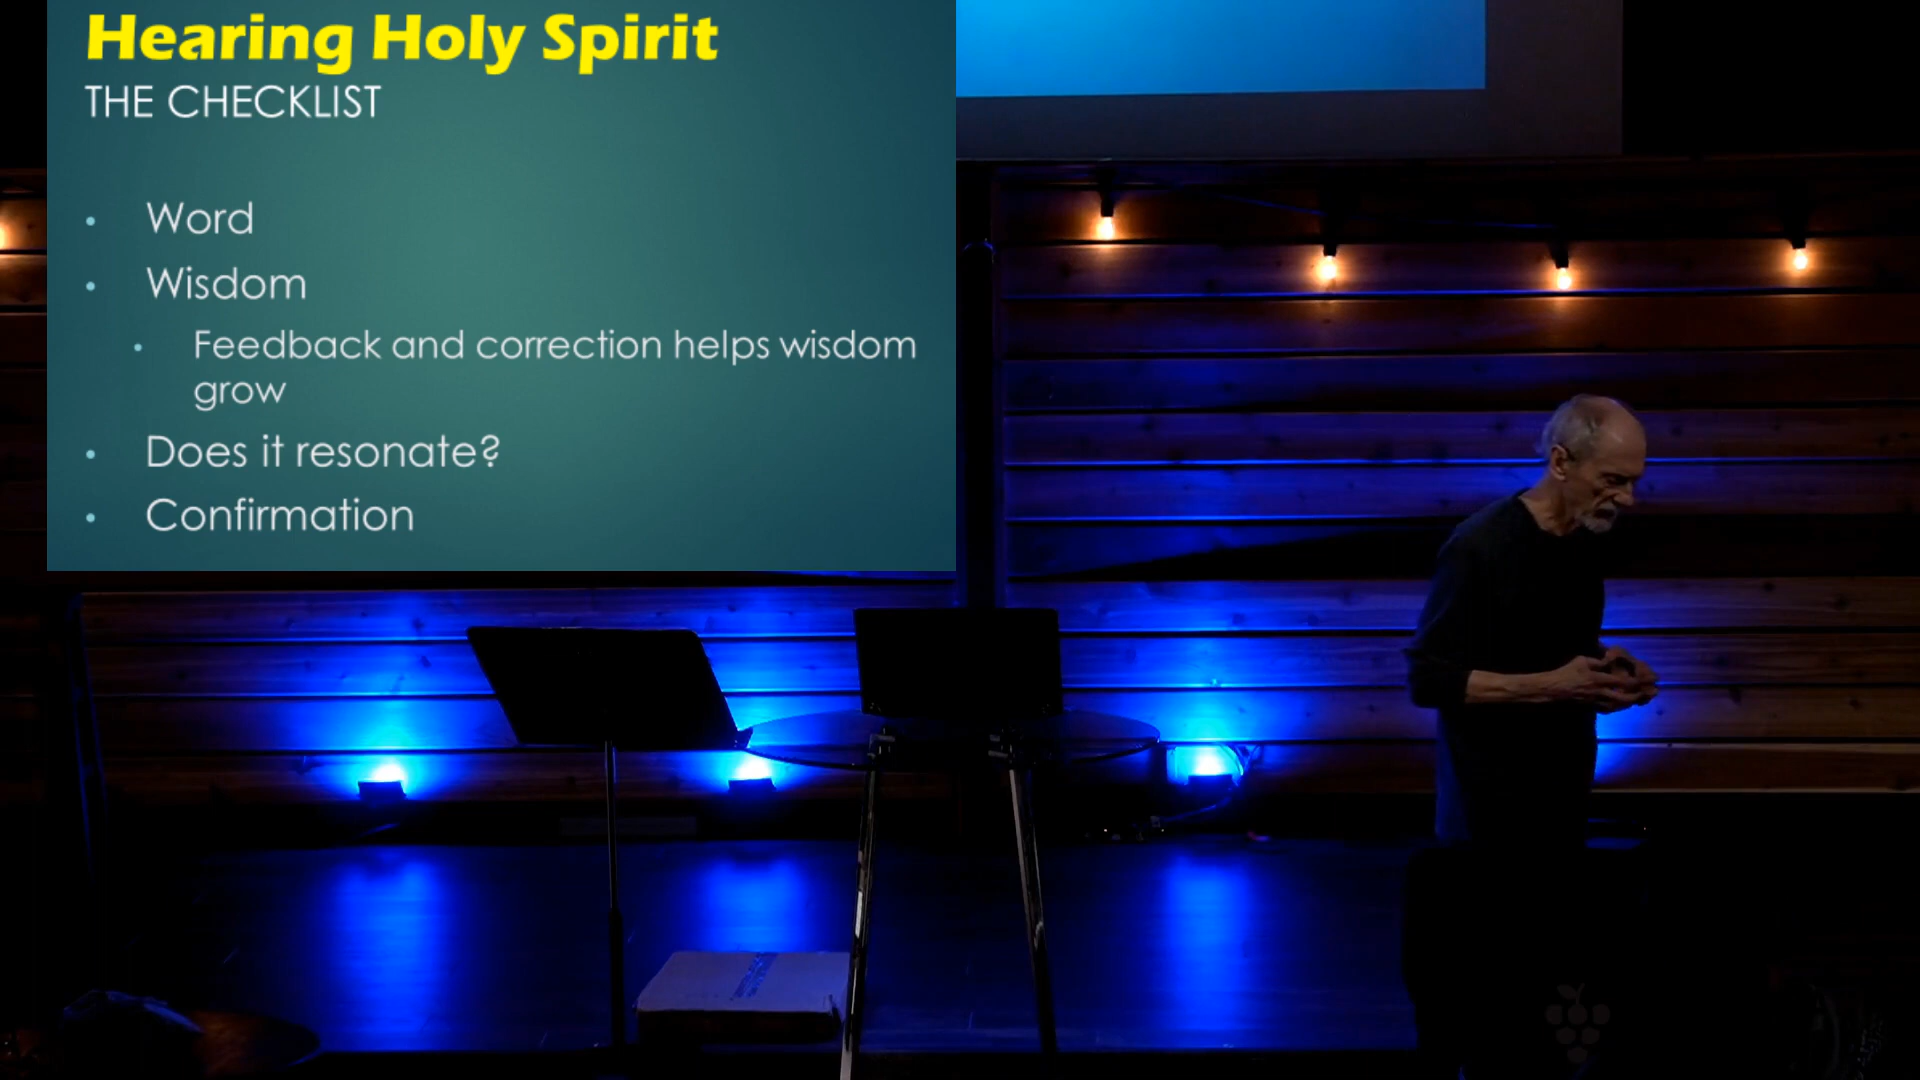 Hearing Holy Spirit
THE CHECKLIST
• Word
• Wisdom
• Feedback and correction helps wisdom
grow
• Does it resonate?
• Confirmation